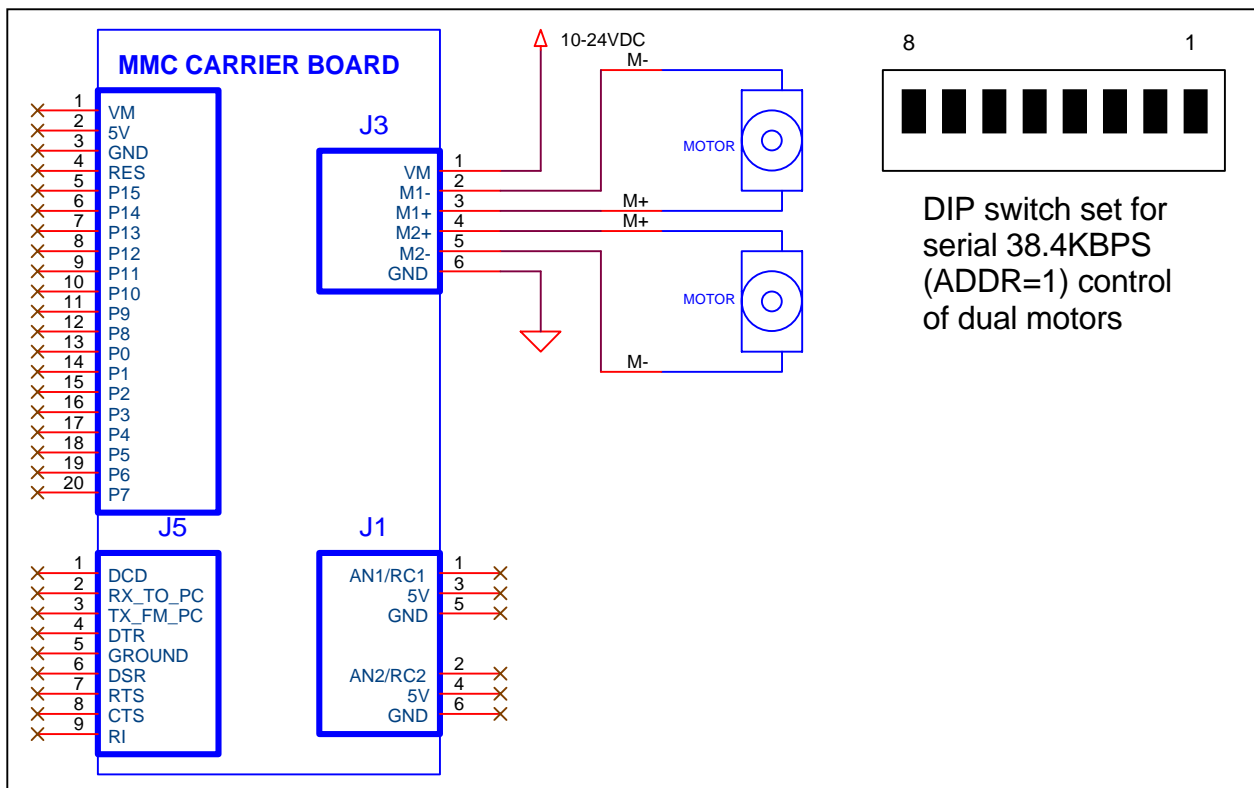 MMC CARRIER BOARD
1 VM
2 5V
3 GND
4 RES
5 P15
6 P14
7 P13
8 P12
9 P11
10 P10
11 P9
12 P8
13 P0
14 P1
15 P2
16 P3
17 P4
18 P5
19 P6
20 P7
J3
VM 1
M1- 2
M1+ 3
M2+ 4
M2- 5
GND 6
10-24VDC
M-
MOTOR
M+
M+
MOTOR
M-
J5
1 DCD
2 RX_TO_PC
3 TX_FM_PC
4 DTR
5 GROUND
6 DSR
7 RTS
8 CTS
9 RI
J1
AN1/RC1 1
5V 3
GND 5
AN2/RC2 2
5V 4
GND 6
8 1
DIP switch set for
serial 38.4KBPS
(ADDR=1) control
of dual motors